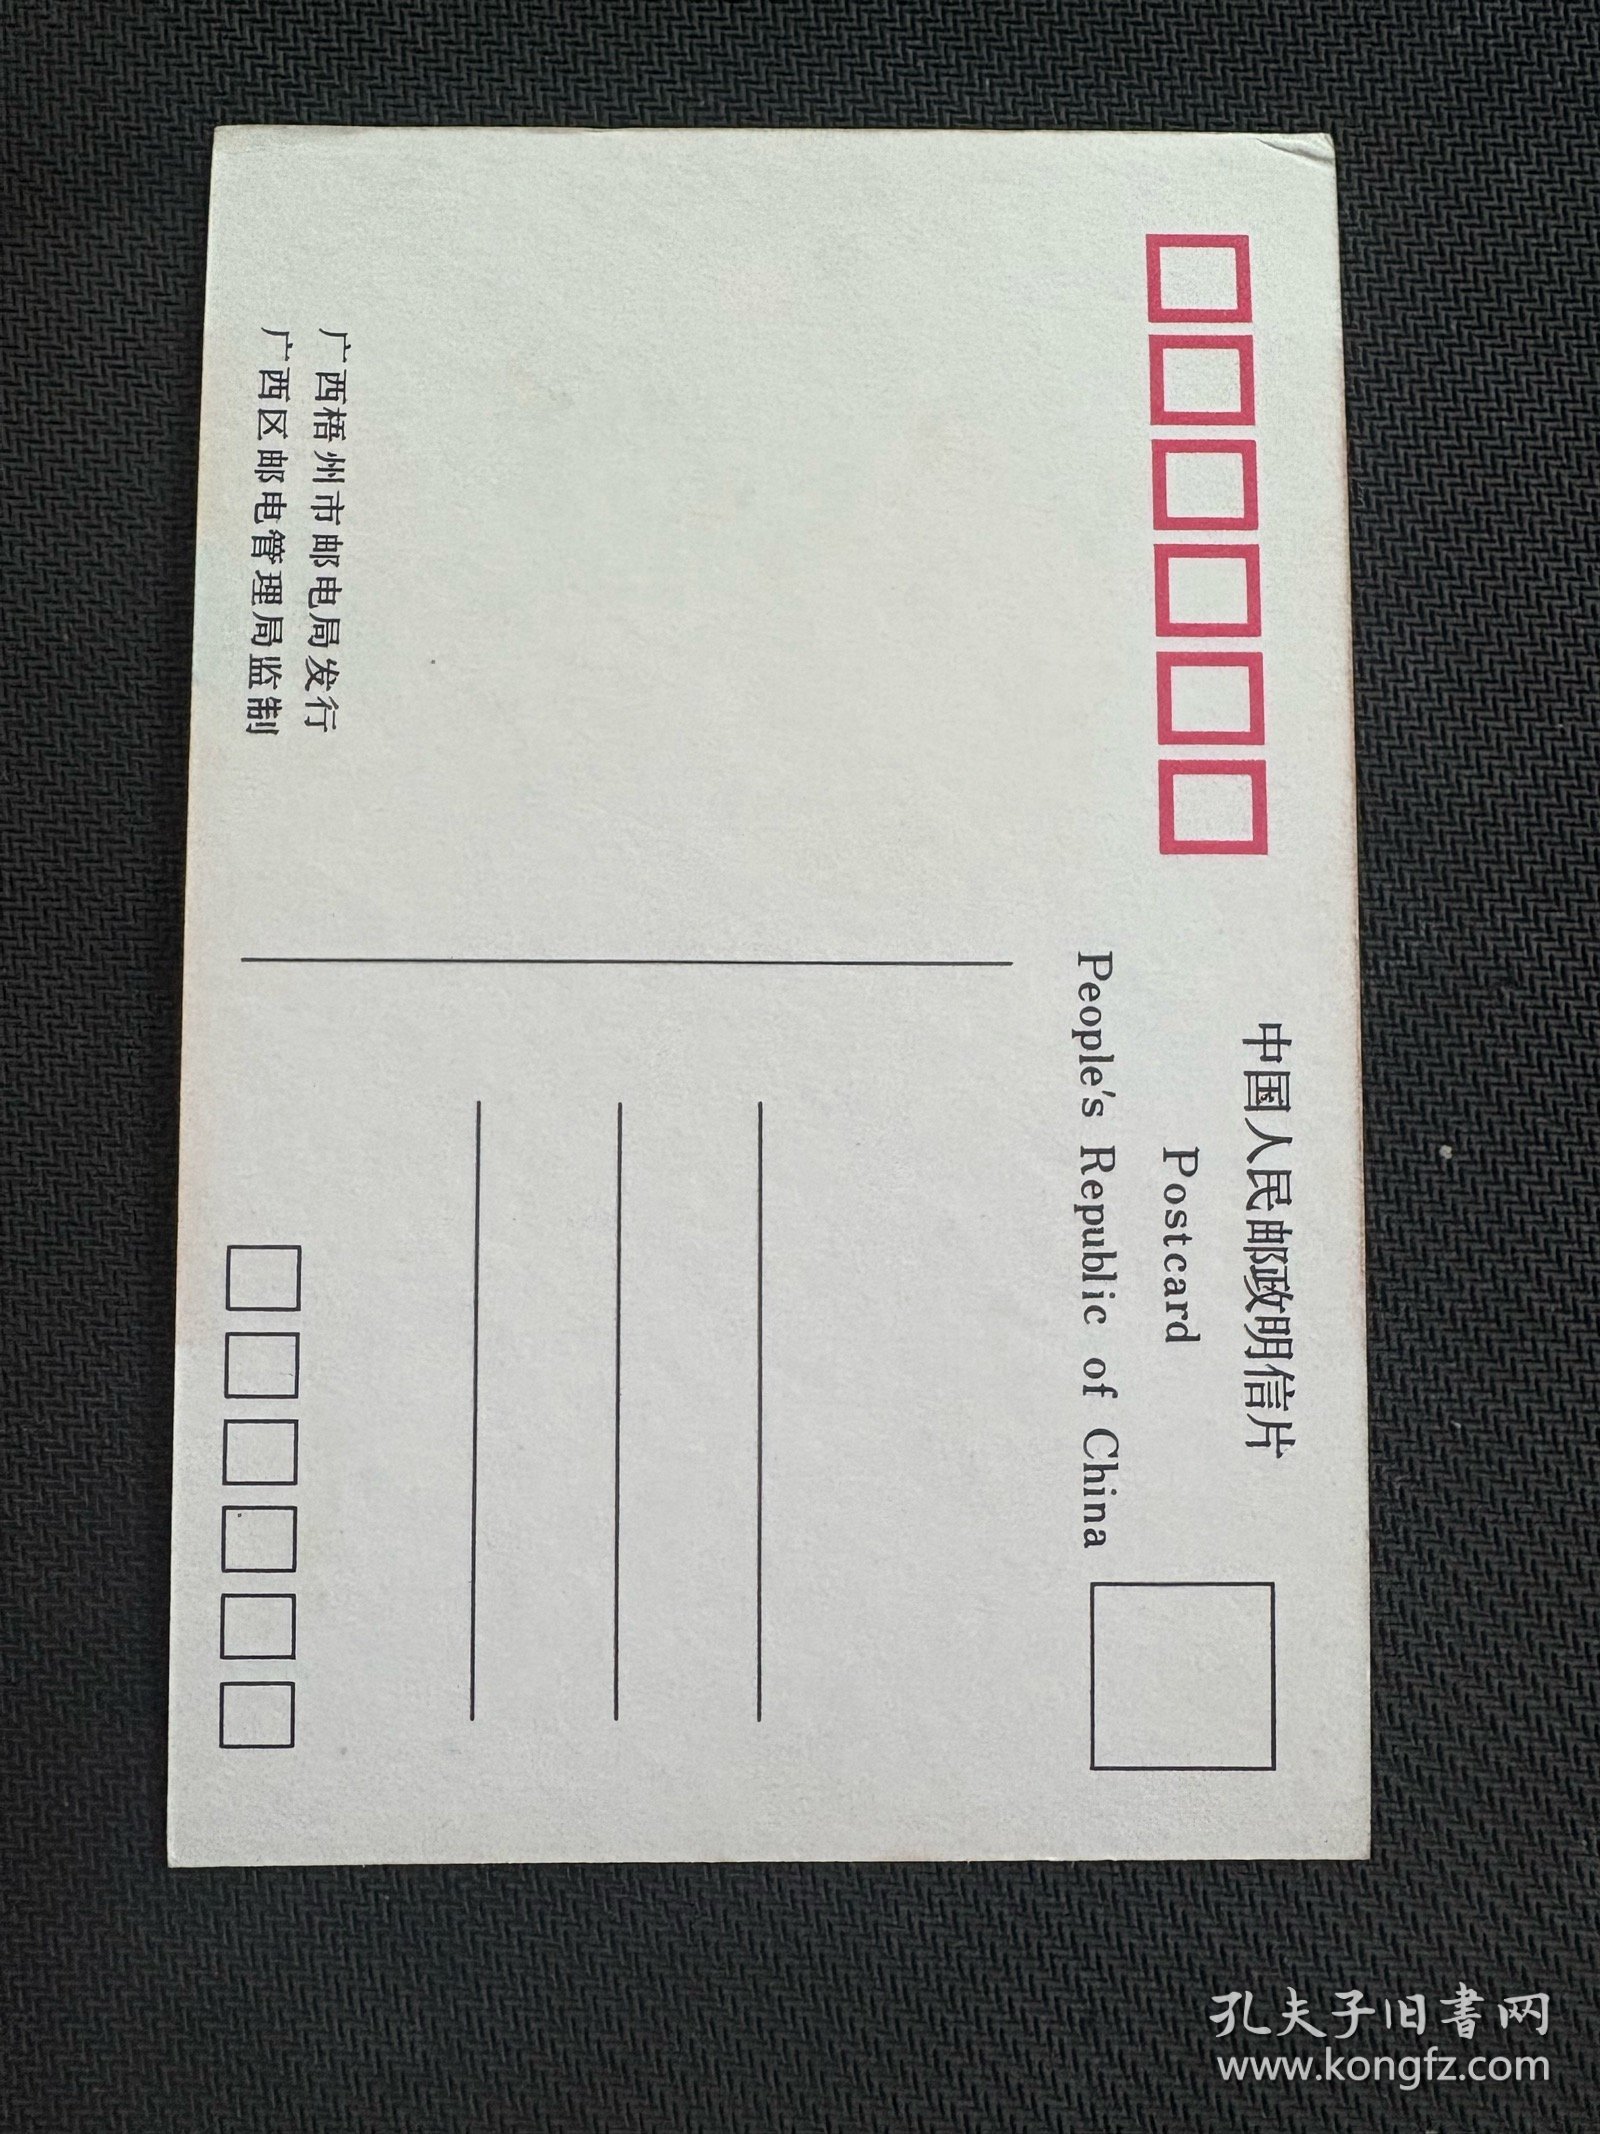 中国人民邮政明信片
Postcard
People's Republic of China
广西梧州市邮电局发行
广西区邮电管理局监制
孔夫子旧书网
www.kongfz.com